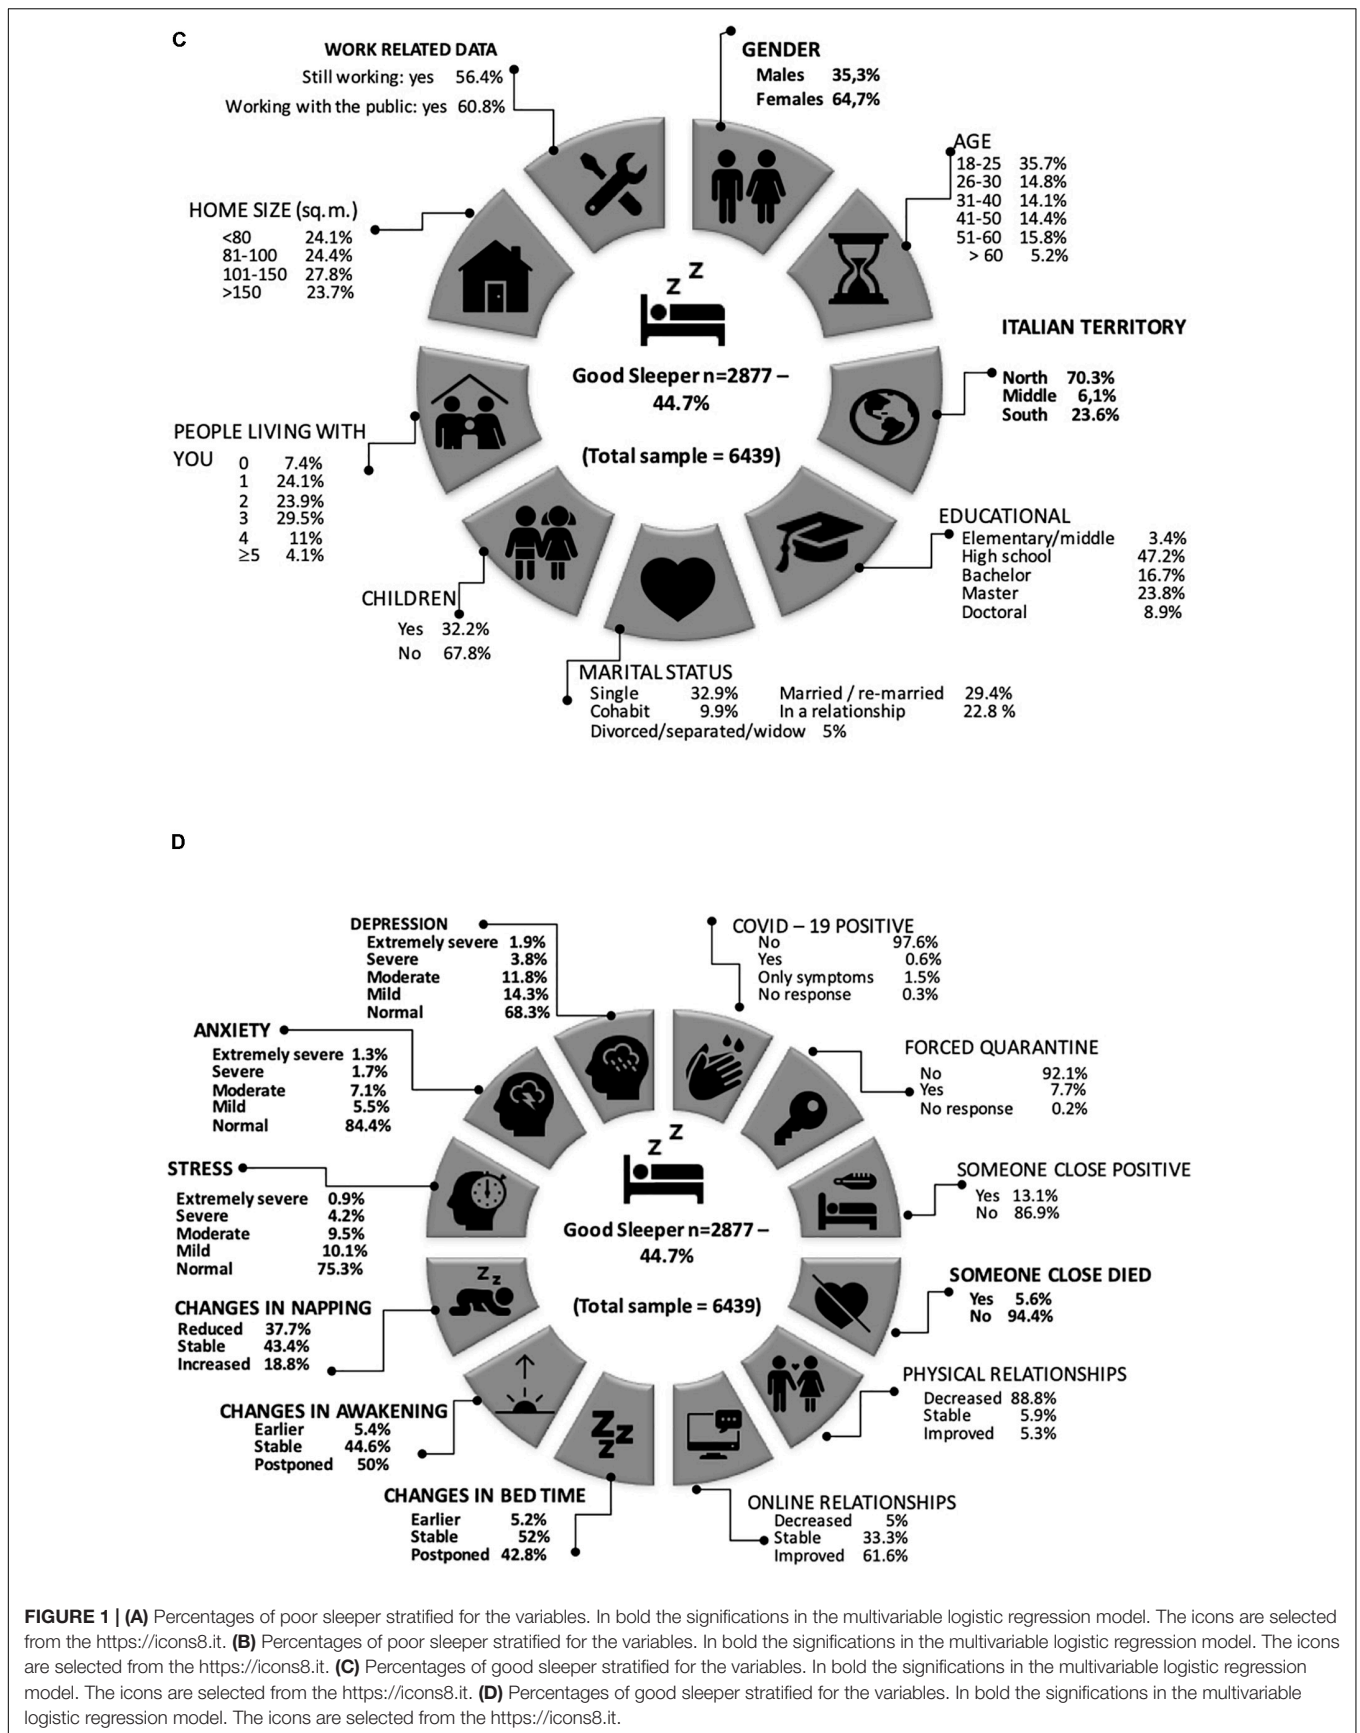 C
WORK RELATED DATA
Still working: yes 56.4%
Working with the public: yes 60.8%
GENDER
Males 35,3%
Females 64,7%
AGE
18-25 35.7%
26-30 14.8%
31-40 14.1%
41-50 14.4%
51-60 15.8%
> 60 5.2%
HOME SIZE (sq.m.)
<80 24.1%
81-100 24.4%
101-150 27.8%
>150 23.7%
Z Z
Good Sleeper n=2877 –
44.7%
(Total sample = 6439)
ITALIAN TERRITORY
North 70.3%
Middle 6,1%
South 23.6%
PEOPLE LIVING WITH
YOU
0 7.4%
1 24.1%
2 23.9%
3 29.5%
4 11%
≥5 4.1%
EDUCATIONAL
Elementary/middle 3.4%
High school 47.2%
Bachelor 16.7%
Master 23.8%
Doctoral 8.9%
CHILDREN
Yes 32.2%
No 67.8%
MARITAL STATUS
Single 32.9% Married / re-married 29.4%
Cohabit 9.9% In a relationship 22.8 %
Divorced/separated/widow 5%
D
DEPRESSION
Extremely severe 1.9%
Severe 3.8%
Moderate 11.8%
Mild 14.3%
Normal 68.3%
COVID – 19 POSITIVE
No 97.6%
Yes 0.6%
Only symptoms 1.5%
No response 0.3%
ANXIETY
Extremely severe 1.3%
Severe 1.7%
Moderate 7.1%
Mild 5.5%
Normal 84.4%
FORCED QUARANTINE
No 92.1%
Yes 7.7%
No response 0.2%
STRESS
Extremely severe 0.9%
Severe 4.2%
Moderate 9.5%
Mild 10.1%
Normal 75.3%
Z Z
Good Sleeper n=2877 –
44.7%
(Total sample = 6439)
SOMEONE CLOSE POSITIVE
Yes 13.1%
No 86.9%
SOMEONE CLOSE DIED
Yes 5.6%
No 94.4%
Z z
CHANGES IN NAPPING
Reduced 37.7%
Stable 43.4%
Increased 18.8%
PHYSICAL RELATIONSHIPS
Decreased 88.8%
Stable 5.9%
Improved 5.3%
CHANGES IN AWAKENING
Earlier 5.4%
Stable 44.6%
Postponed 50%
Z Z
Z
CHANGES IN BED TIME
Earlier 5.2%
Stable 52%
Postponed 42.8%
ONLINE RELATIONSHIPS
Decreased 5%
Stable 33.3%
Improved 61.6%
FIGURE 1 | (A) Percentages of poor sleeper stratified for the variables. In bold the significations in the multivariable logistic regression model. The icons are selected
from the https://icons8.it. (B) Percentages of poor sleeper stratified for the variables. In bold the significations in the multivariable logistic regression model. The icons
are selected from the https://icons8.it. (C) Percentages of good sleeper stratified for the variables. In bold the significations in the multivariable logistic regression
model. The icons are selected from the https://icons8.it. (D) Percentages of good sleeper stratified for the variables. In bold the significations in the multivariable
logistic regression model. The icons are selected from the https://icons8.it.